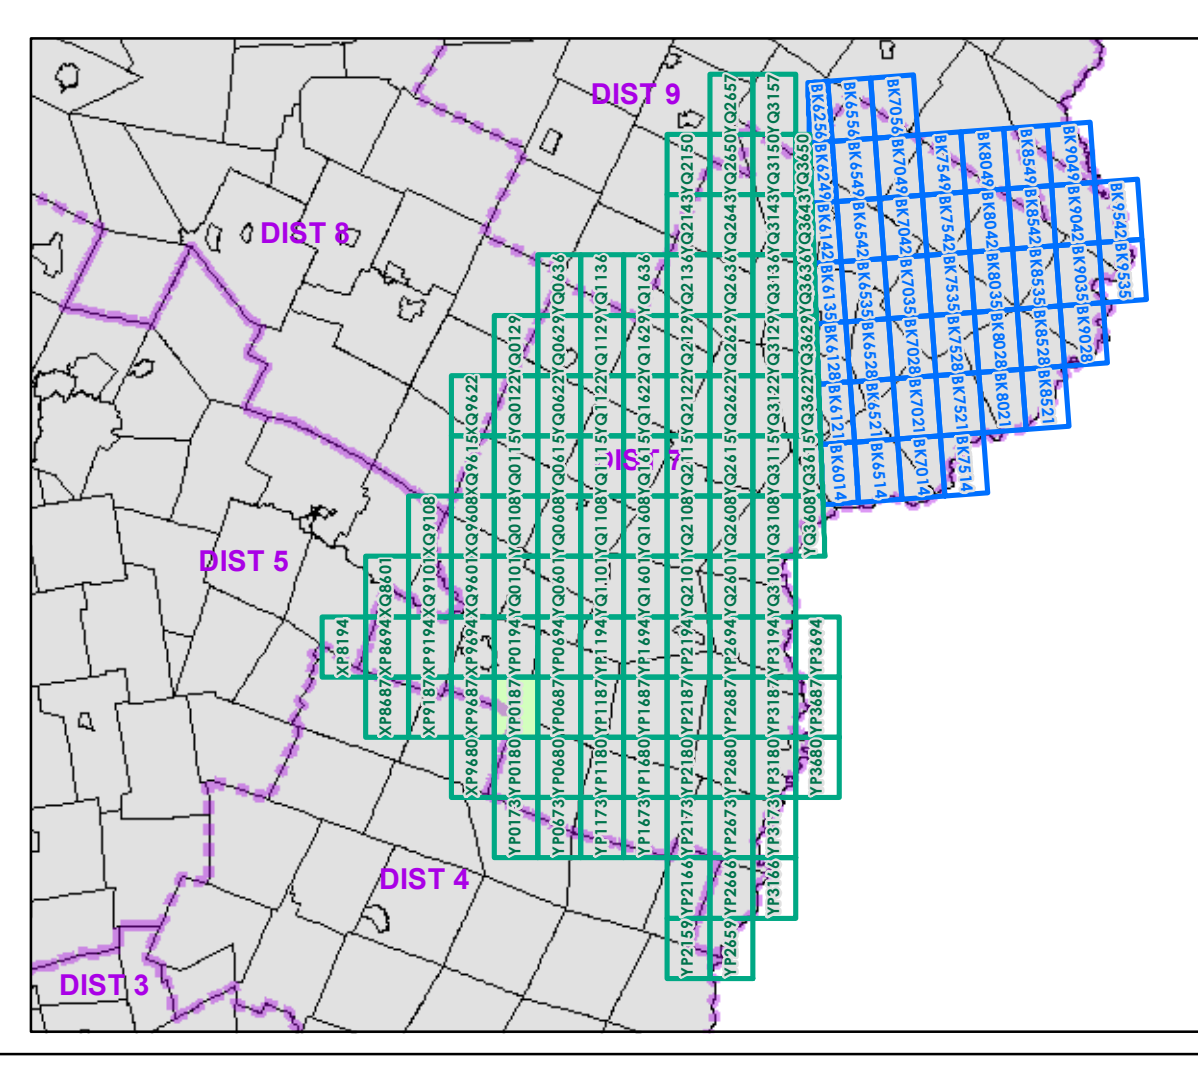 DIST 9
DIST 8
DIST 7
DIST 5
DIST 4
DIST 3
YQ2657 YQ3157
YQ2150 YQ2650 YQ3150 YQ3650
YQ2143 YQ2643 YQ3143 YQ3643
YQ0636 YQ1136 YQ1636 YQ2136 YQ2636 YQ3136 YQ3636
YQ0129 YQ0629 YQ1129 YQ1629 YQ2129 YQ2629 YQ3129 YQ3629
XQ9622 YQ0122 YQ0622 YQ1122 YQ1622 YQ2122 YQ2622 YQ3122 YQ3622
XQ9615 YQ0115 YQ0615 YQ1115 YQ1615 YQ2115 YQ2615 YQ3115 YQ3615
XQ9108 XQ9608 YQ0108 YQ0608 YQ1108 YQ1608 YQ2108 YQ2608 YQ3108 YQ3608
XQ8601 XQ9101 XQ9601 YQ0101 YQ0601 YQ1101 YQ1601 YQ2101 YQ2601 YQ3101
XP8194 XP8694 XP9194 XP9694 YP0194 YP0694 YP1194 YP1694 YP2194 YP2694 YP3194 YP3694
XP8687 XP9187 XP9687 YP0187 YP0687 YP1187 YP1687 YP2187 YP2687 YP3187 YP3687
XP9680 YP0180 YP0680 YP1180 YP1680 YP2180 YP2680 YP3180 YP3680
YP0173 YP0673 YP1173 YP1673 YP2173 YP2673 YP3173
YP2166 YP2666 YP3166
YP2159 YP2659
BK6256 BK6556 BK7056
BK6249 BK6549 BK7049 BK7549 BK8049 BK8549 BK9049
BK6142 BK6542 BK7042 BK7542 BK8042 BK8542 BK9042 BK9542
BK6135 BK6535 BK7035 BK7535 BK8035 BK8535 BK9035 BK9535
BK6128 BK6528 BK7028 BK7528 BK8028 BK8528 BK9028
BK6121 BK6521 BK7021 BK7521 BK8021 BK8521
BK6014 BK6514 BK7014 BK7514